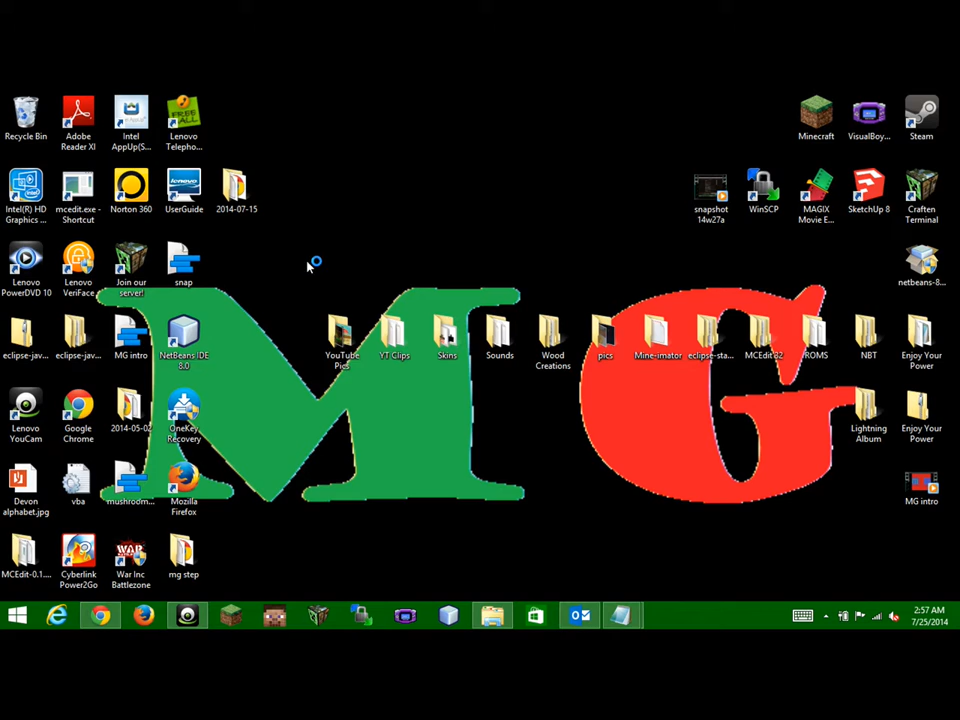 Recycle Bin
Adobe Reader XI
Intel AppUp(S...
Lenovo Telepho...
Minecraft
VisualBoy...
Steam
Intel(R) HD Graphics ...
mcedit.exe - Shortcut
Norton 360
UserGuide
2014-07-15
snapshot 14w27a
WinSCP
MAGIX Movie E...
SketchUp 8
Craften Terminal
Lenovo PowerDVD 10
Lenovo VeriFace
Join our server!
snap
netbeans-8...
eclipse-jav...
eclipse-jav...
MG intro
NetBeans IDE 8.0
YouTube Pics
YT Clips
Skins
Sounds
Wood Creations
pics
Mine-imator
eclipse-sta...
MCEdit 82
ROMS
NBT
Enjoy Your Power
Lenovo YouCam
Google Chrome
2014-05-02
OneKey Recovery
Lightning Album
Enjoy Your Power
Devon alphabet.jpg
vba
mushroom...
Mozilla Firefox
MG intro
MCEdit-0.1....
Cyberlink Power2Go
War Inc Battlezone
mg step
M G
2:57 AM
7/25/2014